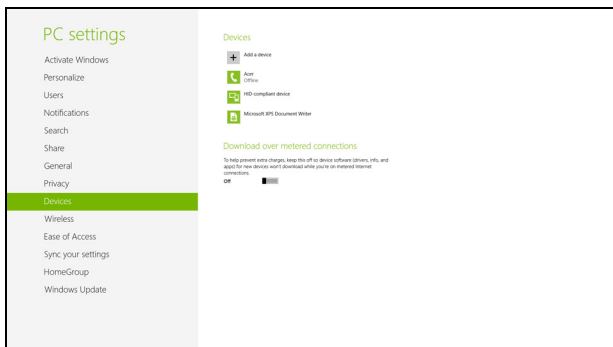 PC settings
Activate Windows
Personalize
Users
Notifications
Search
Share
General
Privacy
Devices
Wireless
Ease of Access
Sync your settings
HomeGroup
Windows Update
Devices
Add a device
Acer
Offline
HID-compliant device
Microsoft XPS Document Writer
Download over metered connections
To help prevent extra charges, keep this off so device software (drivers, info, and
apps) for new devices won't download while you're on metered Internet
connections.
Off